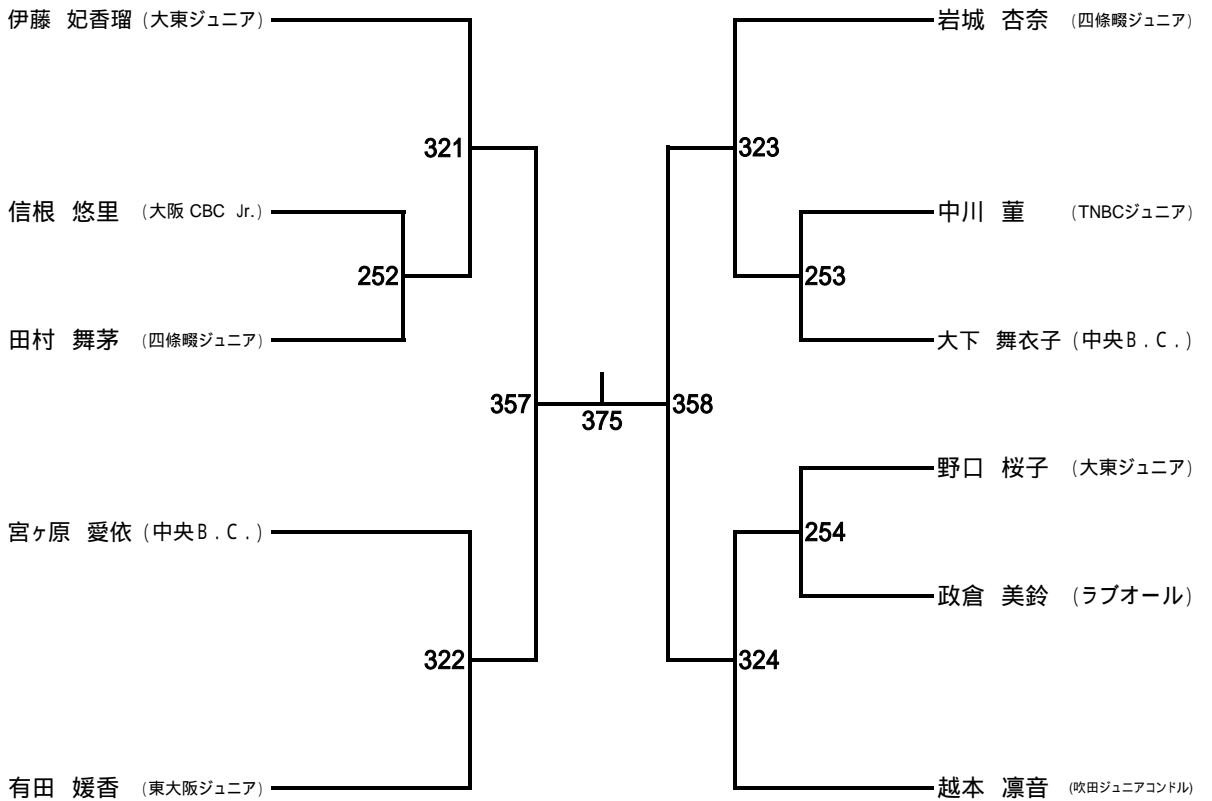 伊藤 妃香瑠 (大東ジュニア)
321
信根 悠里 (大阪 CBC Jr.)
252
田村 舞茅 (四條畷ジュニア)
357
宮ヶ原 愛依 (中央B.C.)
322
有田 媛香 (東大阪ジュニア)
375
岩城 杏奈 (四條畷ジュニア)
323
中川 菫 (TNBCジュニア)
253
大下 舞衣子 (中央B.C.)
358
野口 桜子 (大東ジュニア)
254
政倉 美鈴 (ラブオール)
324
越本 凛音 (吹田ジュニアコンドル)